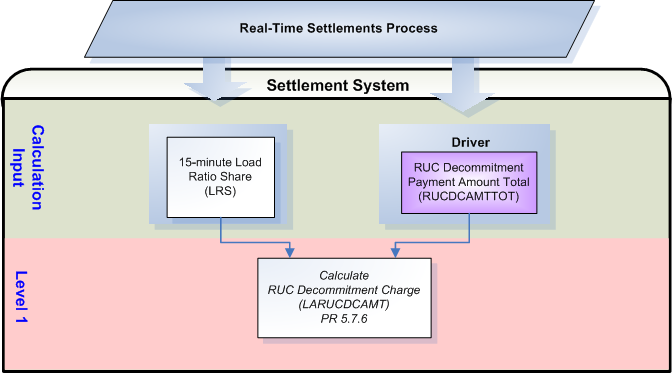 Real-Time Settlements Process
Settlement System
Calculation
Input
15-minute Load
Ratio Share
(LRS)
Driver
RUC Decommitment
Payment Amount Total
(RUCDCAMTTOT)
Level 1
Calculate
RUC Decommitment Charge
(LARUCDCAMT)
PR 5.7.6